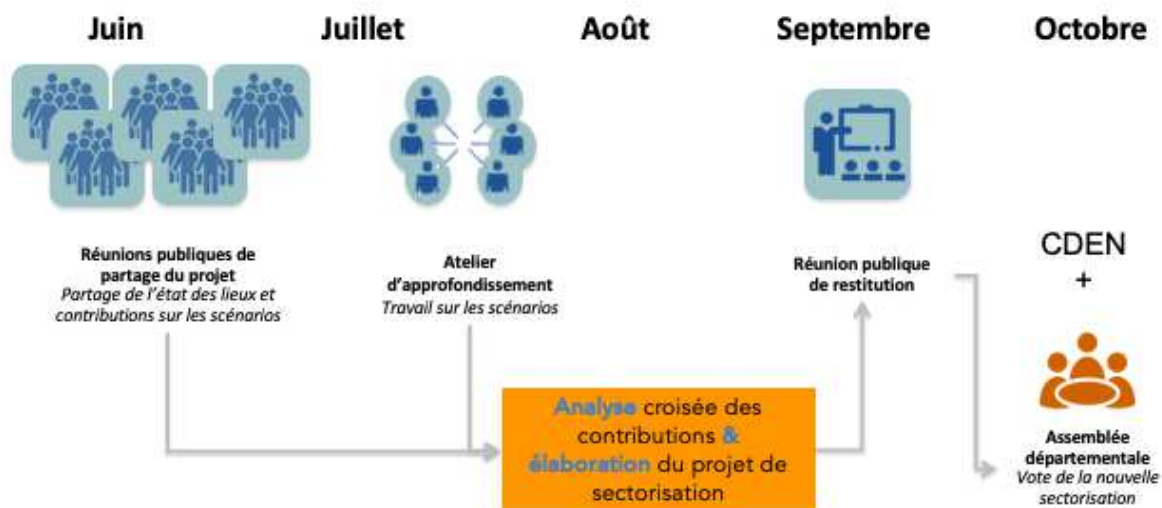 Juin
Juillet
Août
Septembre
Octobre
Réunions publiques de
partage du projet
Partage de l'état des lieux et
contributions sur les scénarios
Atelier
d'approfondissement
Travail sur les scénarios
Réunion publique
de restitution
CDEN
+
Analyse croisée des
contributions &
élaboration du projet de
sectorisation
Assemblée
départementale
Vote de la nouvelle
sectorisation